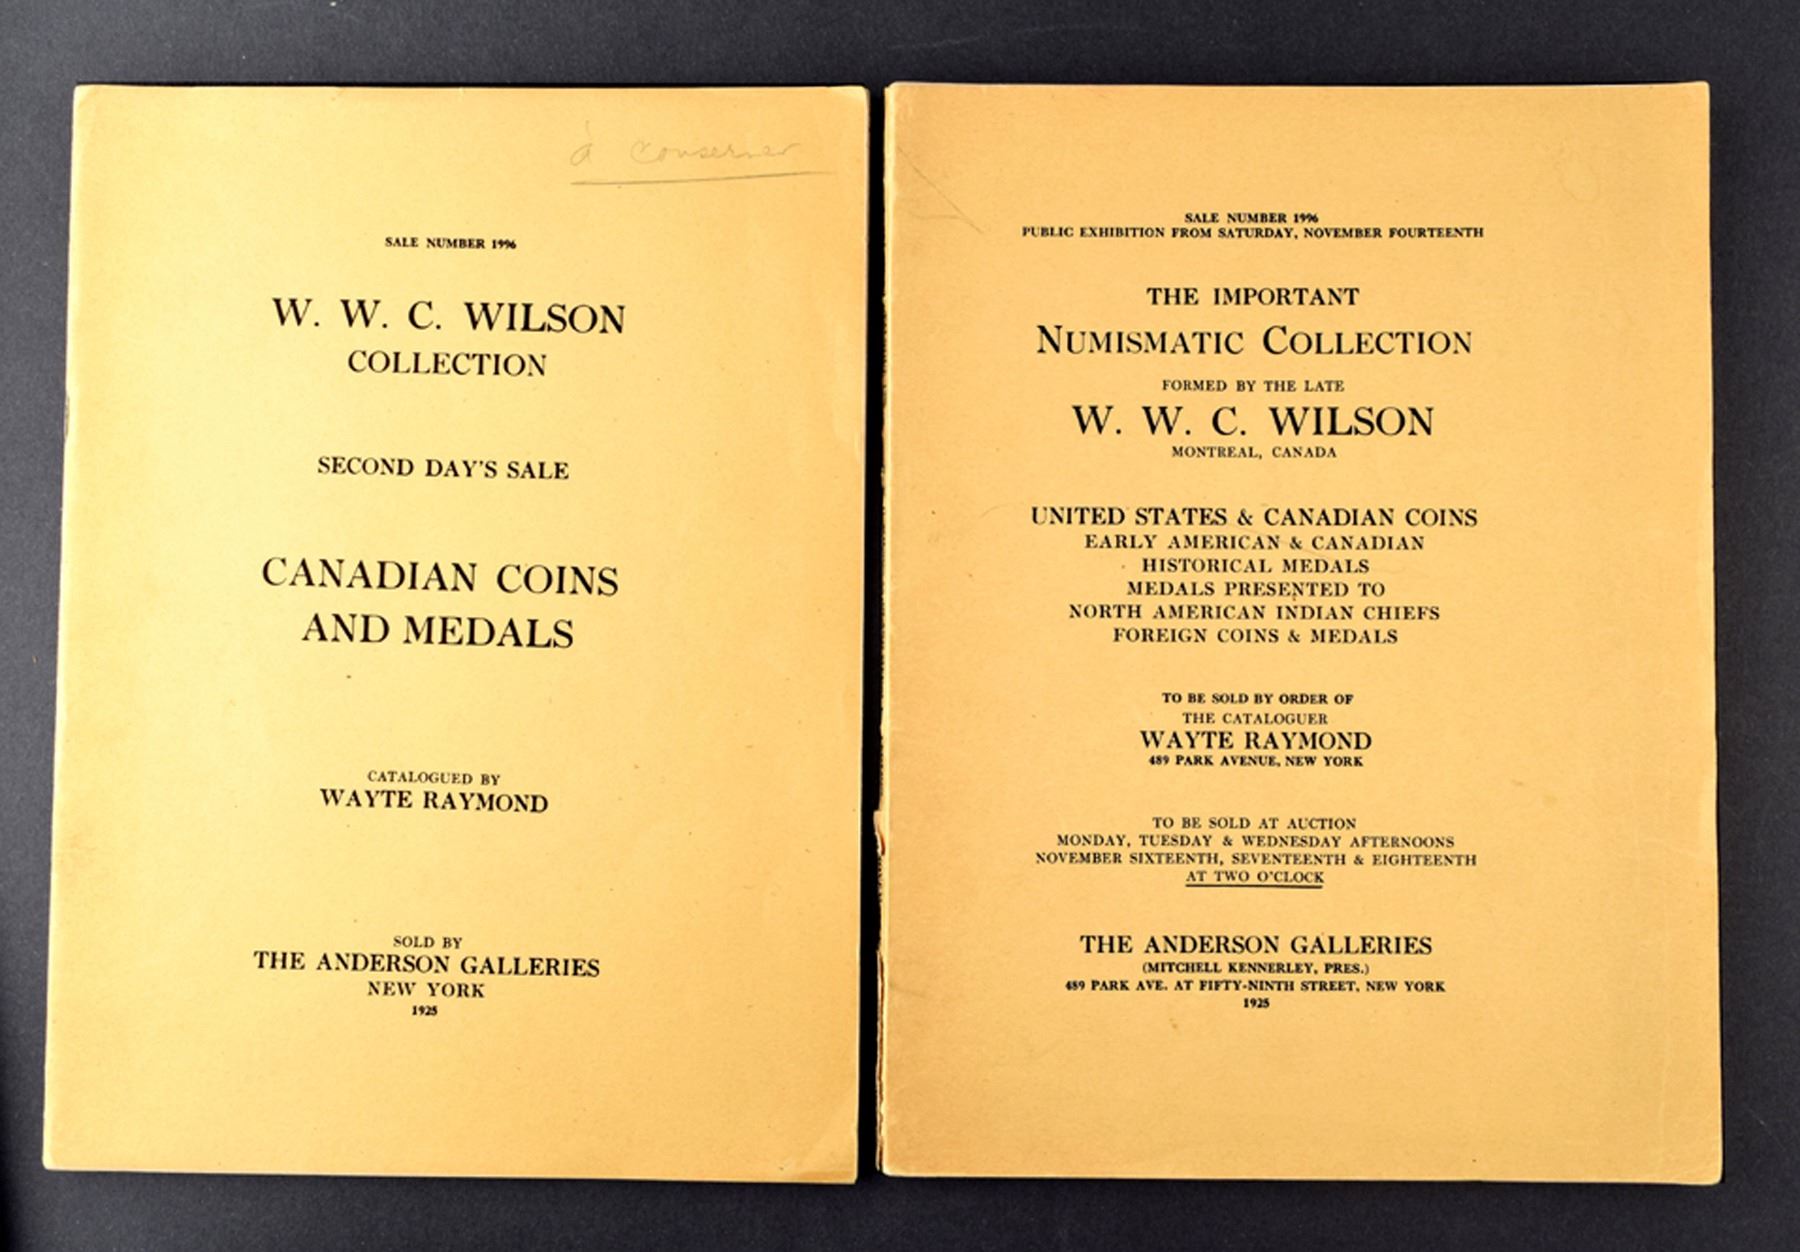 à conserver
SALE NUMBER 1996
W. W. C. WILSON
COLLECTION
SECOND DAY'S SALE
CANADIAN COINS
AND MEDALS
CATALOGUED BY
WAYTE RAYMOND
SOLD BY
THE ANDERSON GALLERIES
NEW YORK
1925
SALE NUMBER 1996
PUBLIC EXHIBITION FROM SATURDAY, NOVEMBER FOURTEENTH
THE IMPORTANT
NUMISMATIC COLLECTION
FORMED BY THE LATE
W. W. C. WILSON
MONTREAL, CANADA
UNITED STATES & CANADIAN COINS
EARLY AMERICAN & CANADIAN
HISTORICAL MEDALS
MEDALS PRESENTED TO
NORTH AMERICAN INDIAN CHIEFS
FOREIGN COINS & MEDALS
TO BE SOLD BY ORDER OF
THE CATALOGUER
WAYTE RAYMOND
489 PARK AVENUE, NEW YORK
TO BE SOLD AT AUCTION
MONDAY, TUESDAY & WEDNESDAY AFTERNOONS
NOVEMBER SIXTEENTH, SEVENTEENTH & EIGHTEENTH
AT TWO O'CLOCK
THE ANDERSON GALLERIES
(MITCHELL KENNERLEY, PRES.)
489 PARK AVE. AT FIFTY-NINTH STREET, NEW YORK
1925